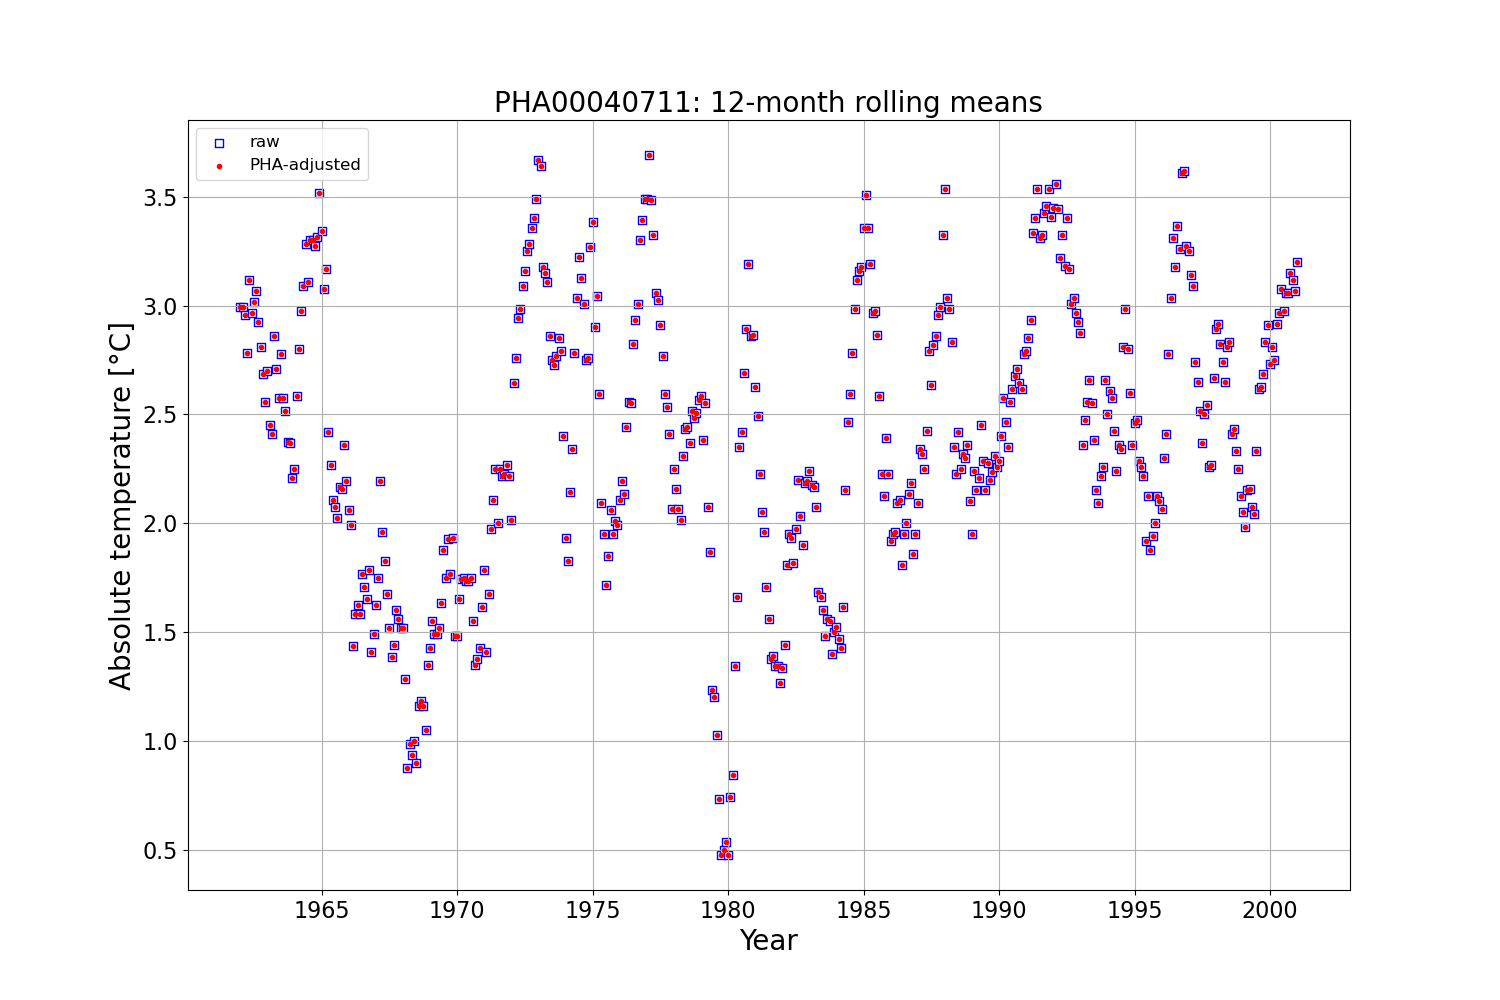 PHA00040711: 12-month rolling means
raw
PHA-adjusted
Absolute temperature [°C]
3.5
3.0
2.5
2.0
1.5
1.0
0.5
1965 1970 1975 1980 1985 1990 1995 2000
Year